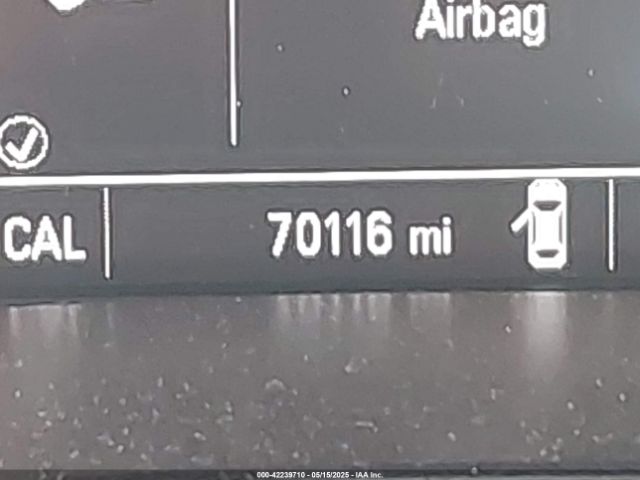 Airbag
CAL
70116 mi
000-42239710 - 05/15/2025 - IAA Inc.